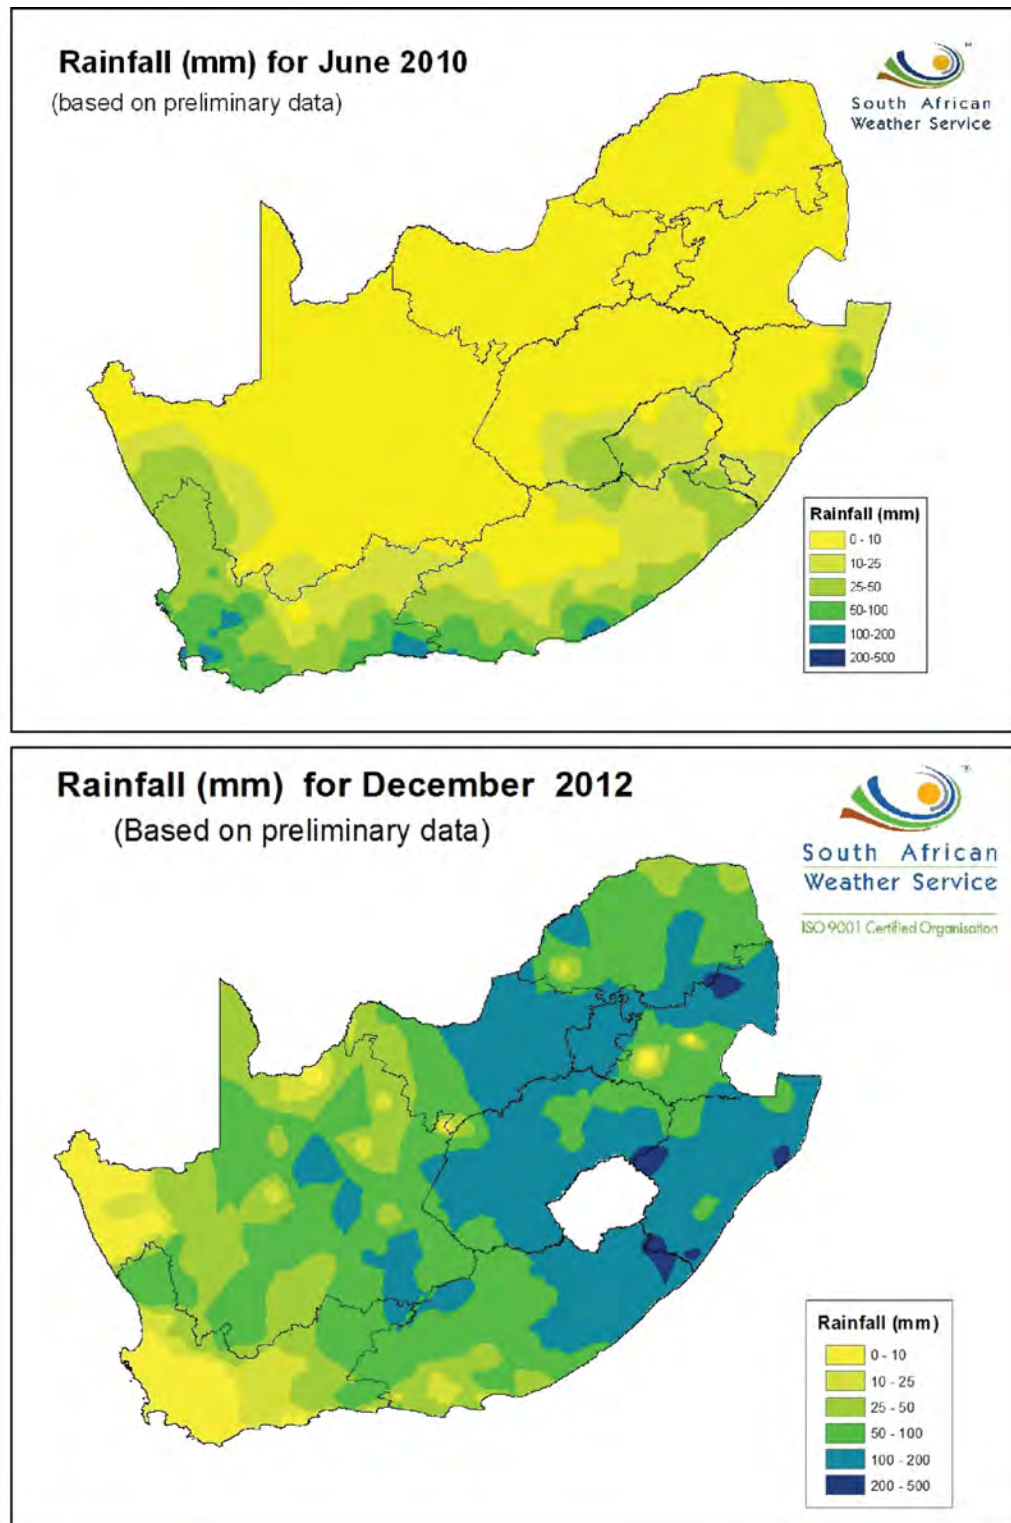 Rainfall (mm) for June 2010
(based on preliminary data)
South African
Weather Service
Rainfall (mm)
0 - 10
10-25
25-50
50-100
100-200
200-500
Rainfall (mm) for December 2012
(Based on preliminary data)
South African
Weather Service
ISO 9001 Certified Organisation
Rainfall (mm)
0 - 10
10 - 25
25 - 50
50 - 100
100 - 200
200 - 500